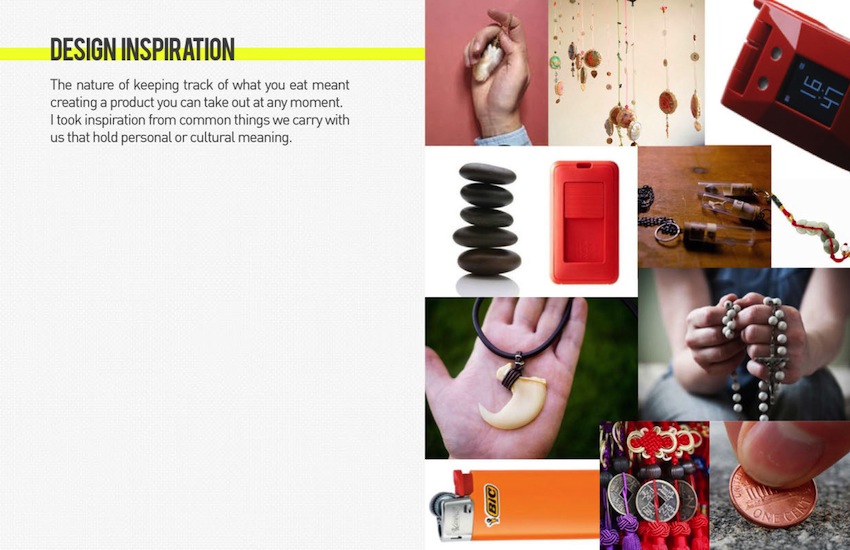 DESIGN INSPIRATION
The nature of keeping track of what you eat meant
creating a product you can take out at any moment.
I took inspiration from common things we carry with
us that hold personal or cultural meaning.
BIC
ONE CENT